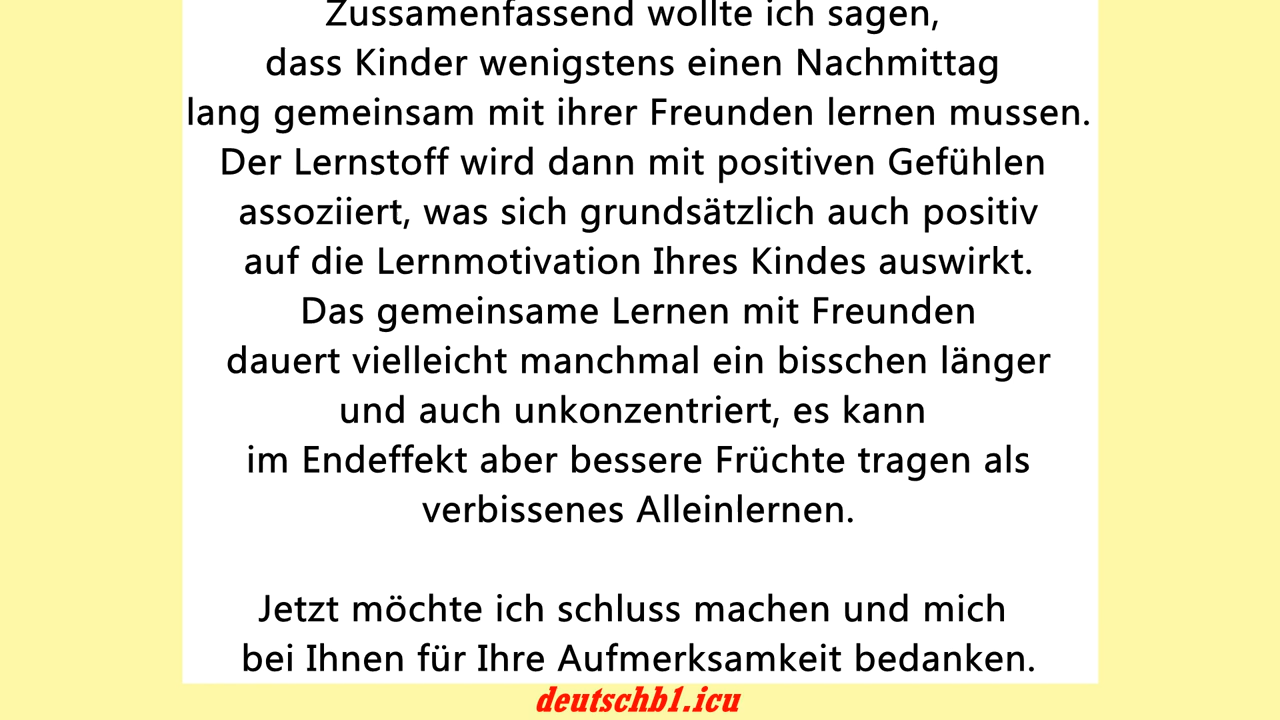 Zussamenfassend wollte ich sagen,
dass Kinder wenigstens einen Nachmittag
lang gemeinsam mit ihrer Freunden lernen mussen.
Der Lernstoff wird dann mit positiven Gefühlen
assoziiert, was sich grundsätzlich auch positiv
auf die Lernmotivation Ihres Kindes auswirkt.
Das gemeinsame Lernen mit Freunden
dauert vielleicht manchmal ein bisschen länger
und auch unkonzentriert, es kann
im Endeffekt aber bessere Früchte tragen als
verbissenes Alleinlernen.
Jetzt möchte ich schluss machen und mich
bei Ihnen für Ihre Aufmerksamkeit bedanken.
deutschb1.icu